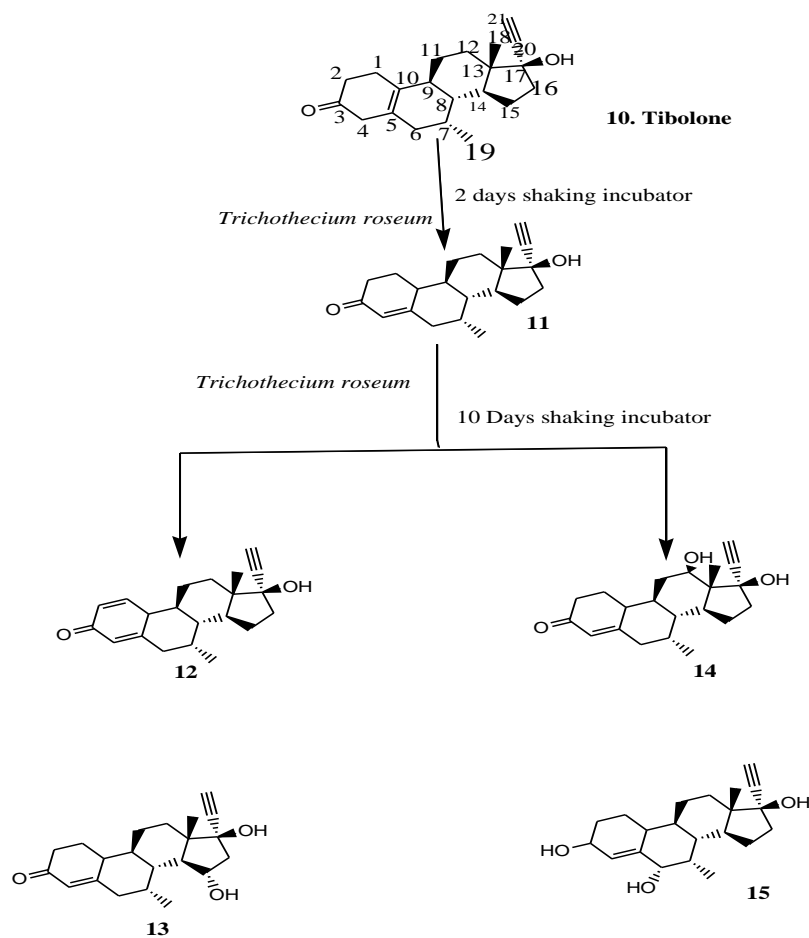 21
18
20
OH
12
11
13
17
16
1
2
10
9
8
14
15
O
3
4
5
6
7
19
10. Tibolone
2 days shaking incubator
Trichothecium roseum
OH
O
11
Trichothecium roseum
10 Days shaking incubator
OH
O
12
OH
OH
O
14
OH
O
OH
13
OH
HO
HO
15